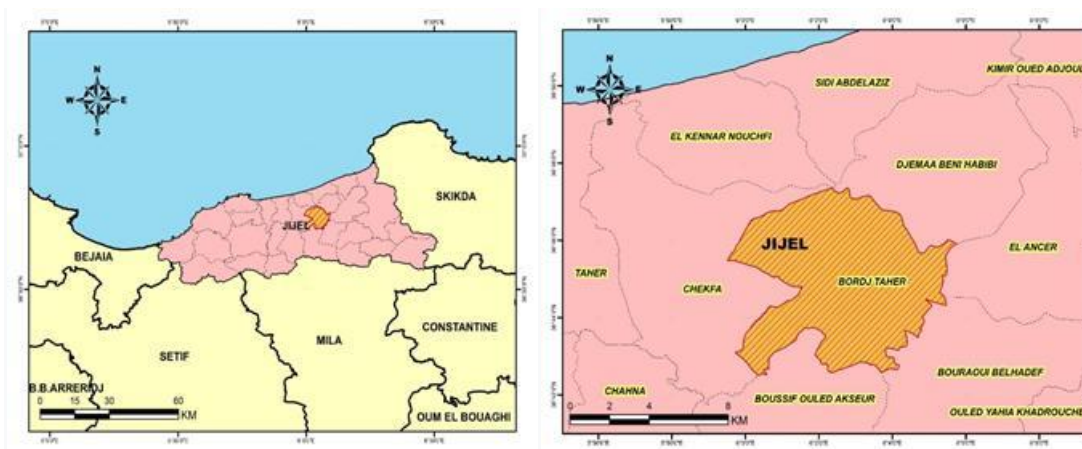 N
W E
S
SKIKDA
JIJEL
BEJAIA
CONSTANTINE
MILA
SETIF
B.B.ARRERIDJ
0 15 30 60
KM
OUM EL BOUAGHI
N
W E
S
KIMIR OUED ADJOUL
SIDI ABDELAZIZ
EL KENNAR NOUCHFI
DJEMAA BENI HABIBI
JIJEL
EL ANCER
TAHER
CHEKFA
BORDJ TAHER
BOURAOUI BELHADEF
CHAHNA
BOUSSIF OULED AKSEUR
OULED YAHIA KHADROUCHE
0 2 4 8
KM